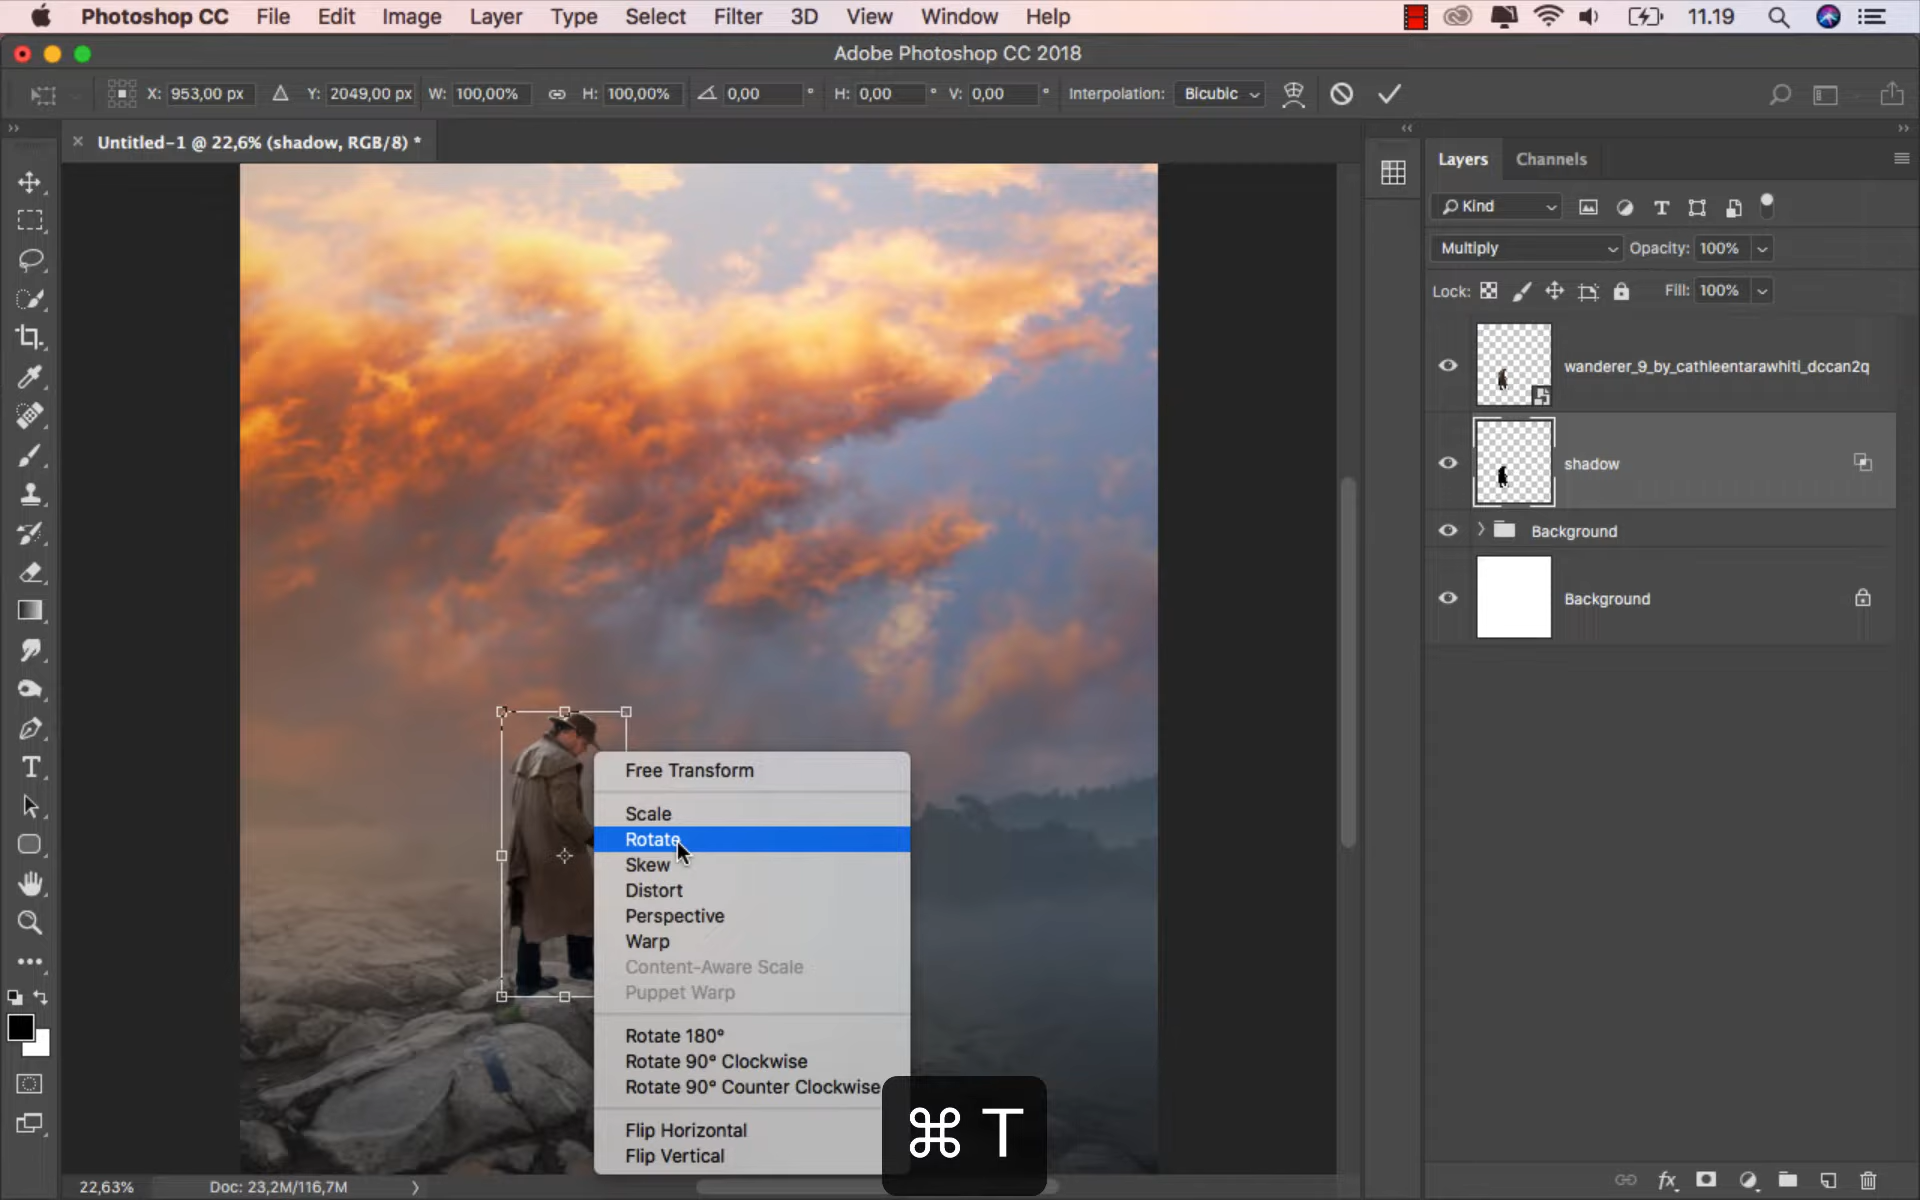 Photoshop CC File Edit Image Layer Type Select Filter 3D View Window Help 11.19
Adobe Photoshop CC 2018
X: 953,00 px Y: 2049,00 px W: 100,00% H: 100,00% 0,00 ° H: 0,00 ° V: 0,00 ° Interpolation: Bicubic
Untitled-1 @ 22,6% (shadow, RGB/8) *
Layers Channels
Kind
Multiply Opacity: 100%
Lock: Fill: 100%
wanderer_9_by_cathleentarawhiti_dccan2q
shadow
Background
Background
Free Transform
Scale
Rotate
Skew
Distort
Perspective
Warp
Content-Aware Scale
Puppet Warp
Rotate 180°
Rotate 90° Clockwise
Rotate 90° Counter Clockwise
Flip Horizontal
Flip Vertical
⌘ T
22,63% Doc: 23,2M/116,7M